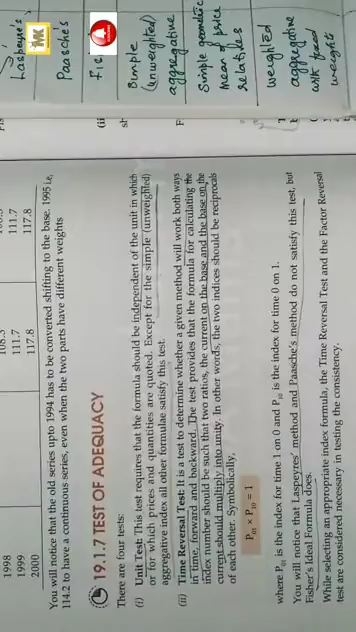 1998 108.3
1999 111.7 111.7
2000 117.8 117.8
You will notice that the old series upto 1994 has to be converted shifting to the base. 1995 i.e,
114.2 to have a continuous series, even when the two parts have different weights
19.1.7 TEST OF ADEQUACY
There are four tests:
(i) Unit Test: This test requires that the formula should be independent of the unit in which
or for which prices and quantities are quoted. Except for the simple (unweighted)
aggregative index all other formulae satisfy this test.
(ii) Time Reversal Test: It is a test to determine whether a given method will work both ways
in time, forward and backward. The test provides that the formula for calculating the
index number should be such that two ratios, the current on the base and the base on the
current should multiply into unity. In other words, the two indices should be reciprocals
of each other. Symbolically,
P₀₁ × P₁₀ = 1
where P₀₁ is the index for time 1 on 0 and P₁₀ is the index for time 0 on 1.
You will notice that Laspeyres' method and Paasche's method do not satisfy this test, but
Fisher's Ideal Formula does.
While selecting an appropriate index formula, the Time Reversal Test and the Factor Reversal
test are considered necessary in testing the consistency.
Laspeyre's
MK
Paasche's
Fis
(ii
Simple
(unweighted)
aggregative
Simple geometric
mean of price
relatives
weighted
aggregative
with fixed
weights